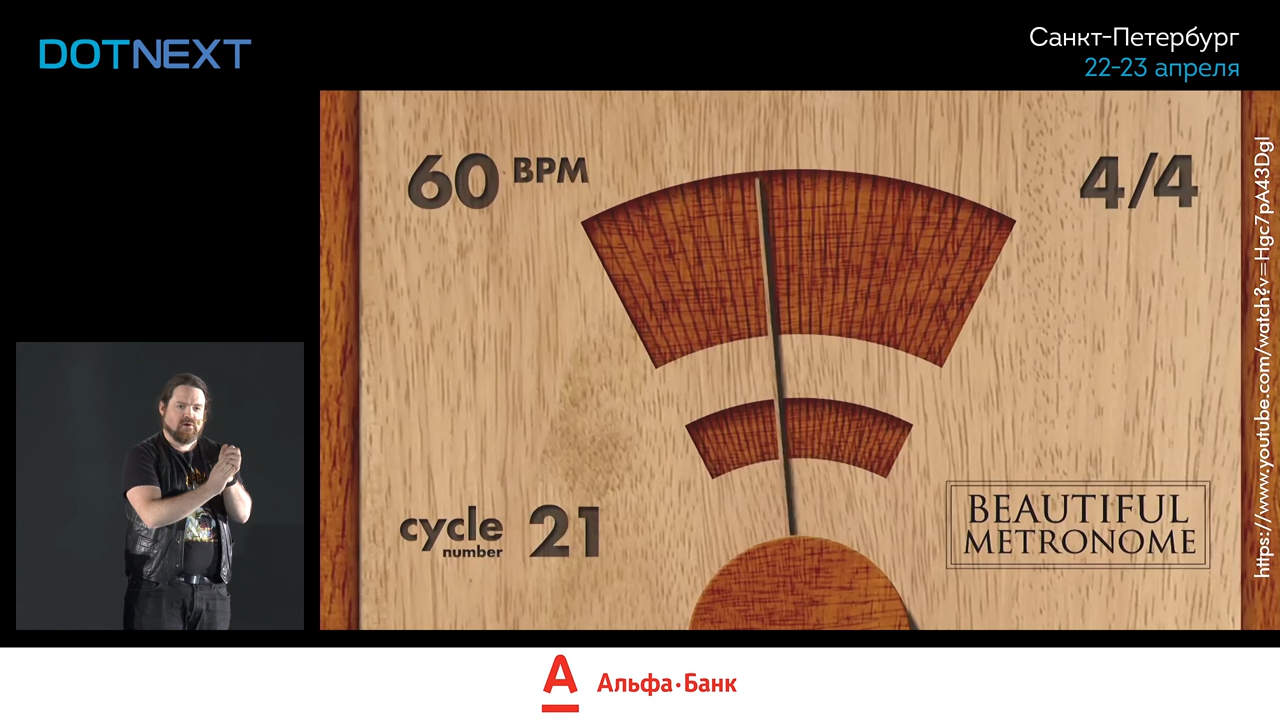 DOTNEXT
Санкт-Петербург
22-23 апреля
60 BPM
4/4
cycle
number
21
BEAUTIFUL
METRONOME
https://www.youtube.com/watch?v=Hgc7pA43DgI
Альфа·Банк